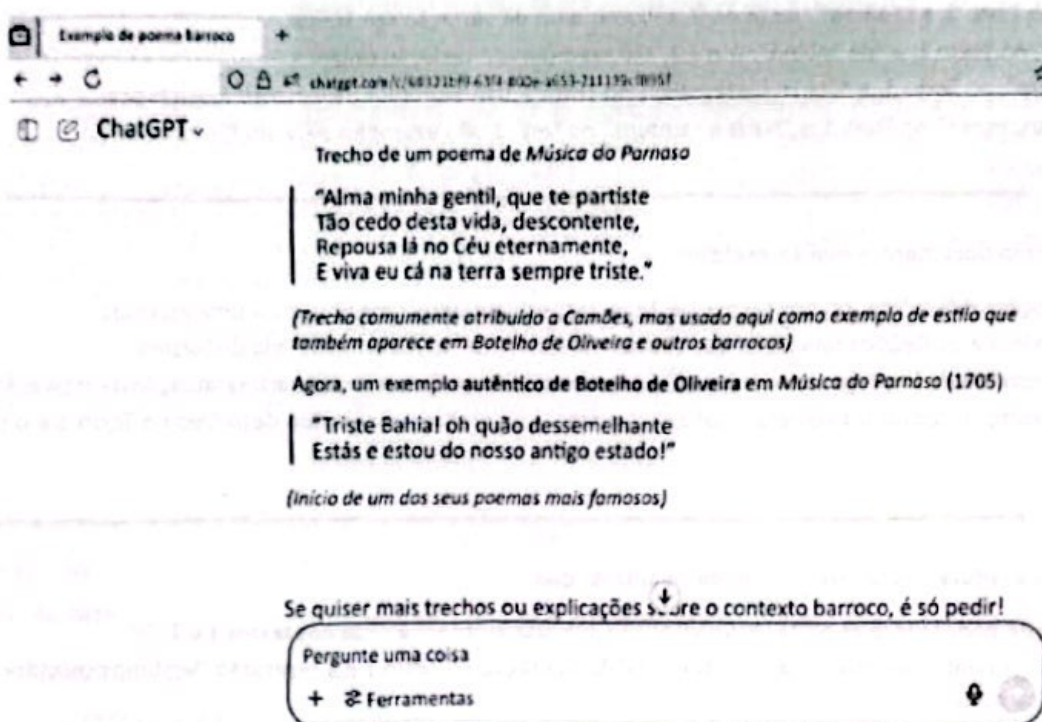 Exemplo de poema Barroco +
ChatGPT
Trecho de um poema de Música do Parnaso
"Alma minha gentil, que te partiste
Tão cedo desta vida, descontente,
Repousa lá no Céu eternamente,
E viva eu cá na terra sempre triste."
(Trecho comumente atribuído a Camões, mas usado aqui como exemplo de estilo que
também aparece em Botelho de Oliveira e outros barrocos)
Agora, um exemplo autêntico de Botelho de Oliveira em Música do Parnaso (1705)
"Triste Bahia! oh quão dessemelhante
Estás e estou do nosso antigo estado!"
(Início de um dos seus poemas mais famosos)
Se quiser mais trechos ou explicações sobre o contexto barroco, é só pedir!
Pergunte uma coisa
+ Ferramentas